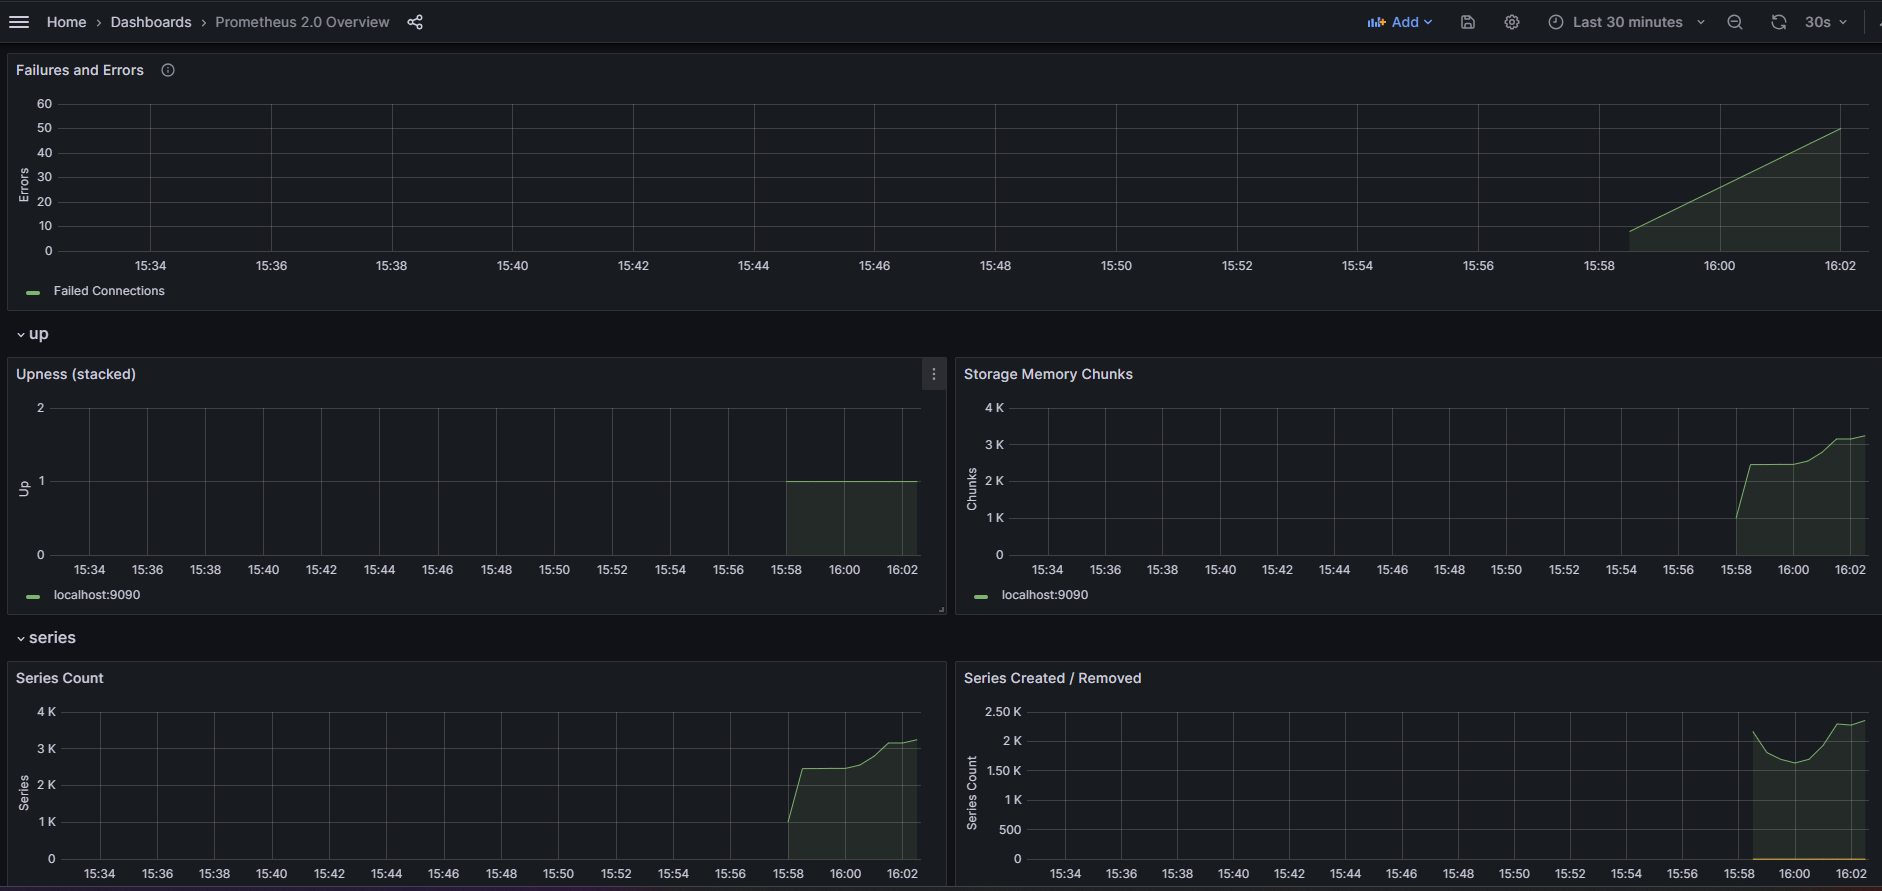 Home › Dashboards › Prometheus 2.0 Overview
Add
Last 30 minutes
30s
Failures and Errors
60
50
40
30
20
10
0
Errors
15:34 15:36 15:38 15:40 15:42 15:44 15:46 15:48 15:50 15:52 15:54 15:56 15:58 16:00 16:02
Failed Connections
up
Upness (stacked)
2
1
0
Up
15:34 15:36 15:38 15:40 15:42 15:44 15:46 15:48 15:50 15:52 15:54 15:56 15:58 16:00 16:02
localhost:9090
Storage Memory Chunks
4 K
3 K
2 K
1 K
0
Chunks
15:34 15:36 15:38 15:40 15:42 15:44 15:46 15:48 15:50 15:52 15:54 15:56 15:58 16:00 16:02
localhost:9090
series
Series Count
4 K
3 K
2 K
1 K
0
Series
15:34 15:36 15:38 15:40 15:42 15:44 15:46 15:48 15:50 15:52 15:54 15:56 15:58 16:00 16:02
Series Created / Removed
2.50 K
2 K
1.50 K
1 K
500
0
Series Count
15:34 15:36 15:38 15:40 15:42 15:44 15:46 15:48 15:50 15:52 15:54 15:56 15:58 16:00 16:02